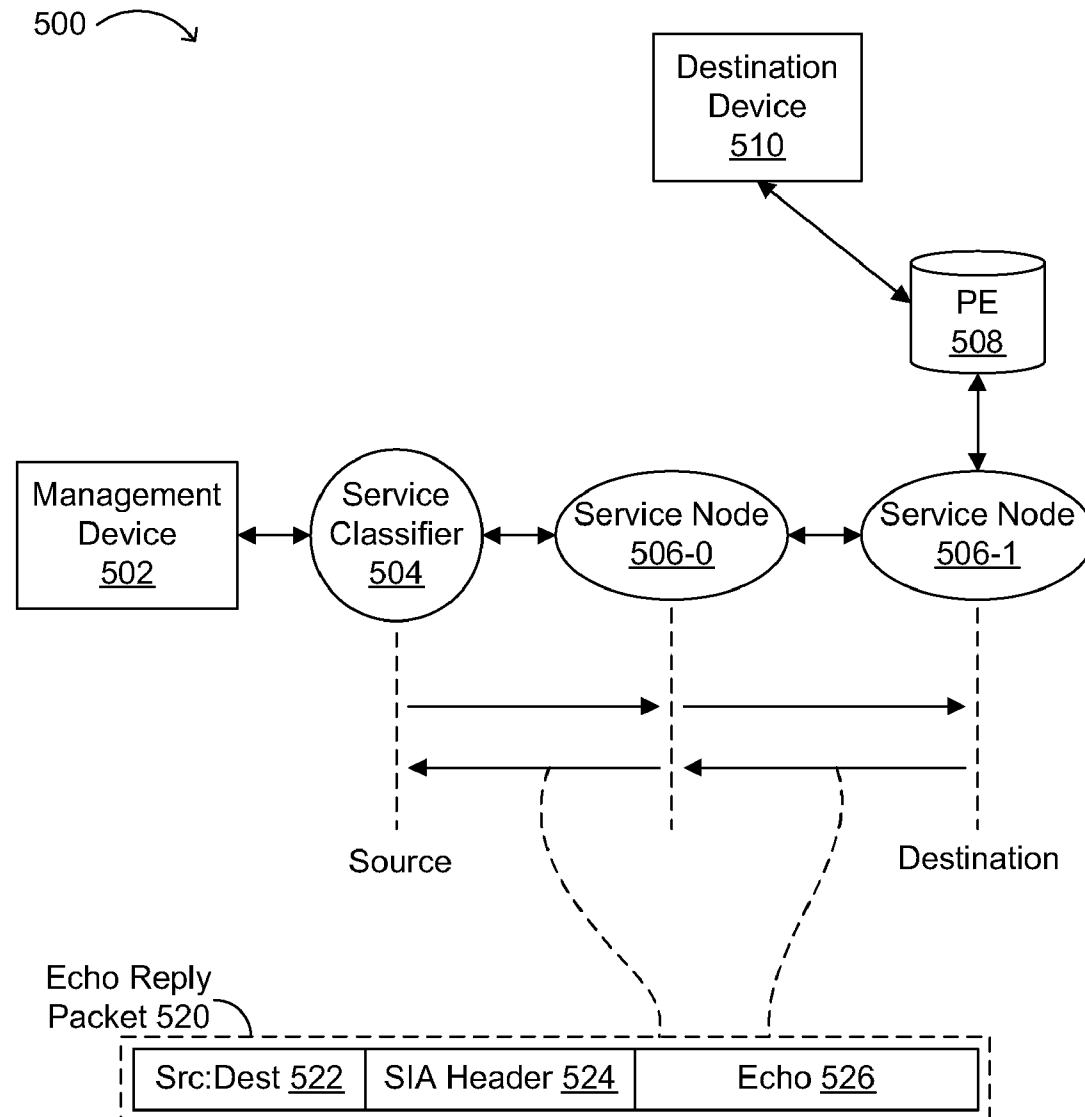 500
Destination
Device
510
PE
508
Management
Device
502
Service
Classifier
504
Service Node
506-0
Service Node
506-1
Source
Destination
Echo Reply
Packet 520
Src:Dest 522
SIA Header 524
Echo 526